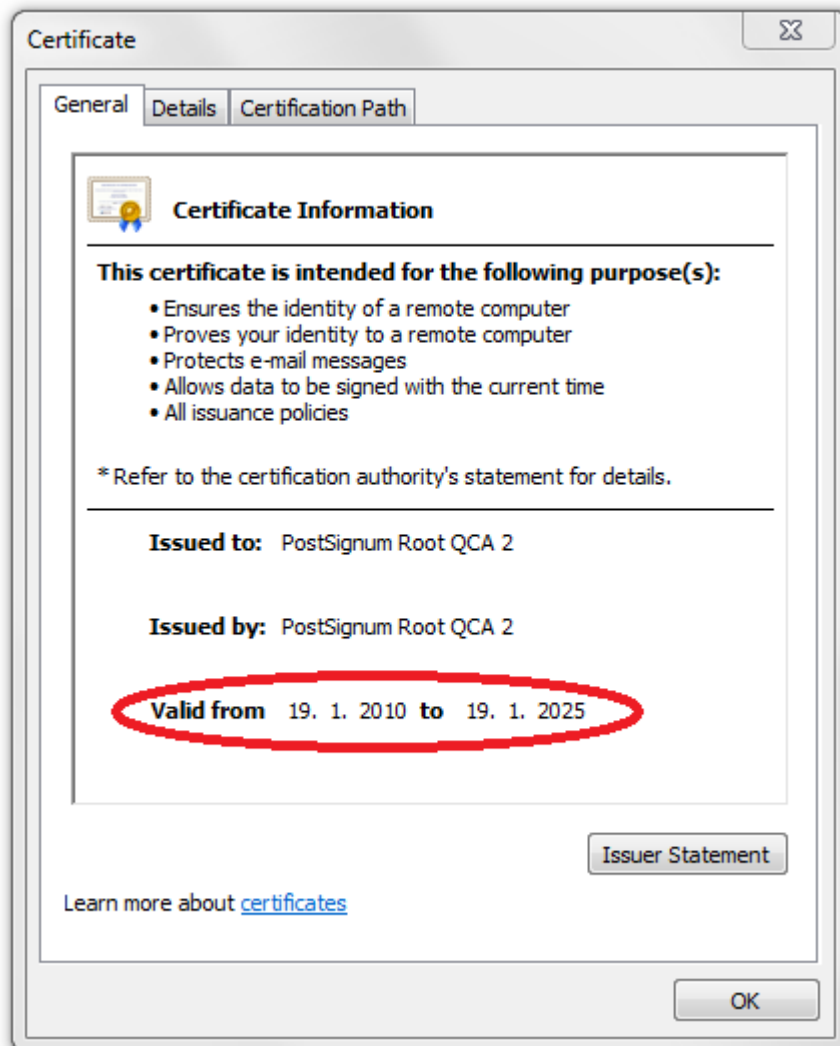 Certificate
General Details Certification Path
Certificate Information
This certificate is intended for the following purpose(s):
• Ensures the identity of a remote computer
• Proves your identity to a remote computer
• Protects e-mail messages
• Allows data to be signed with the current time
• All issuance policies
* Refer to the certification authority's statement for details.
Issued to: PostSignum Root QCA 2
Issued by: PostSignum Root QCA 2
Valid from 19. 1. 2010 to 19. 1. 2025
Issuer Statement
Learn more about certificates
OK